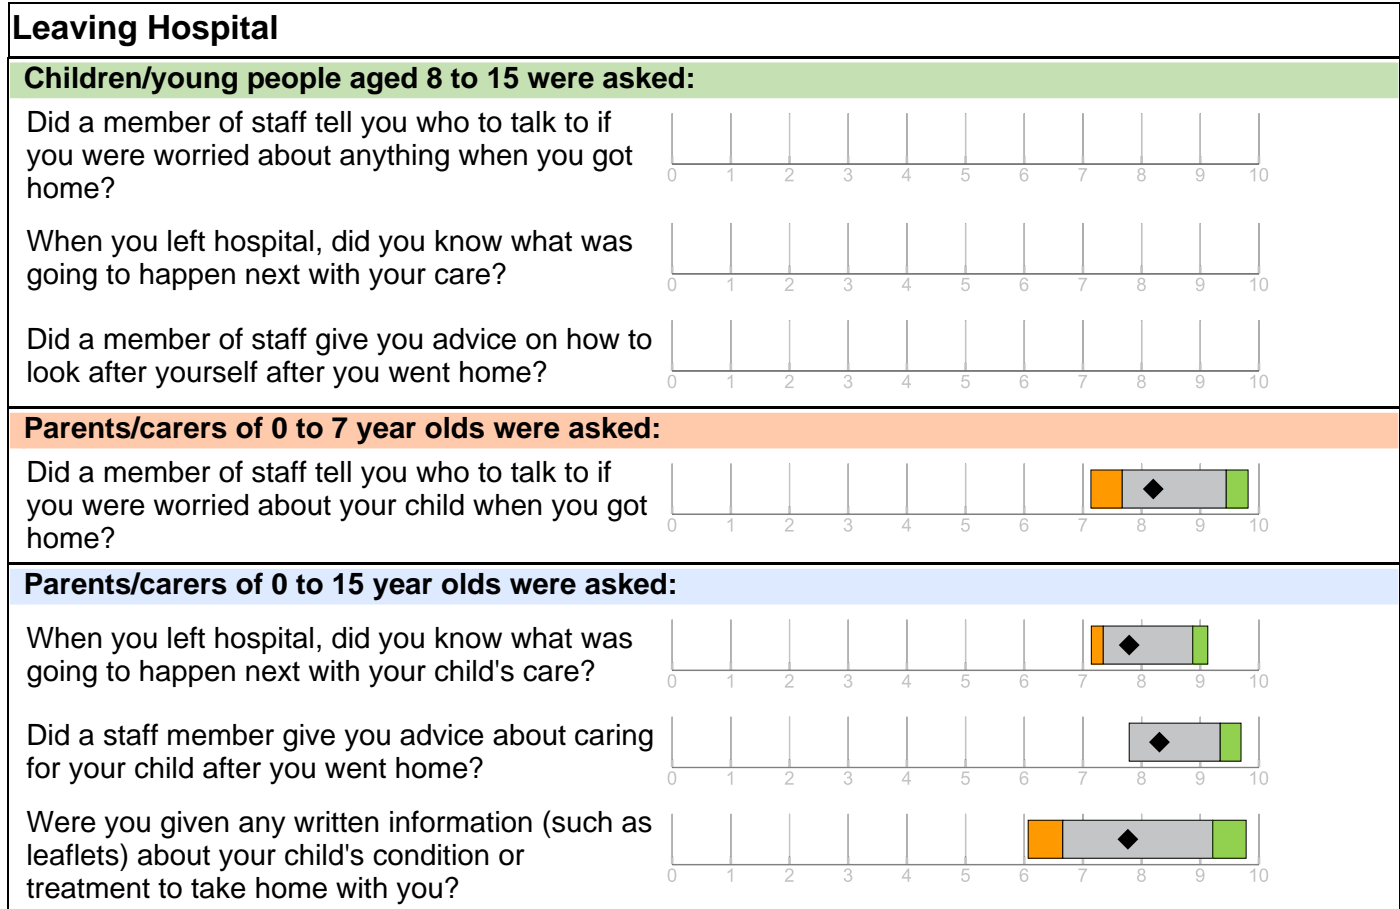 Leaving Hospital
Children/young people aged 8 to 15 were asked:
Did a member of staff tell you who to talk to if
you were worried about anything when you got
home?
0 1 2 3 4 5 6 7 8 9 10
When you left hospital, did you know what was
going to happen next with your care?
0 1 2 3 4 5 6 7 8 9 10
Did a member of staff give you advice on how to
look after yourself after you went home?
0 1 2 3 4 5 6 7 8 9 10
Parents/carers of 0 to 7 year olds were asked:
Did a member of staff tell you who to talk to if
you were worried about your child when you got
home?
0 1 2 3 4 5 6 7 8 9 10
Parents/carers of 0 to 15 year olds were asked:
When you left hospital, did you know what was
going to happen next with your child's care?
0 1 2 3 4 5 6 7 8 9 10
Did a staff member give you advice about caring
for your child after you went home?
0 1 2 3 4 5 6 7 8 9 10
Were you given any written information (such as
leaflets) about your child's condition or
treatment to take home with you?
0 1 2 3 4 5 6 7 8 9 10